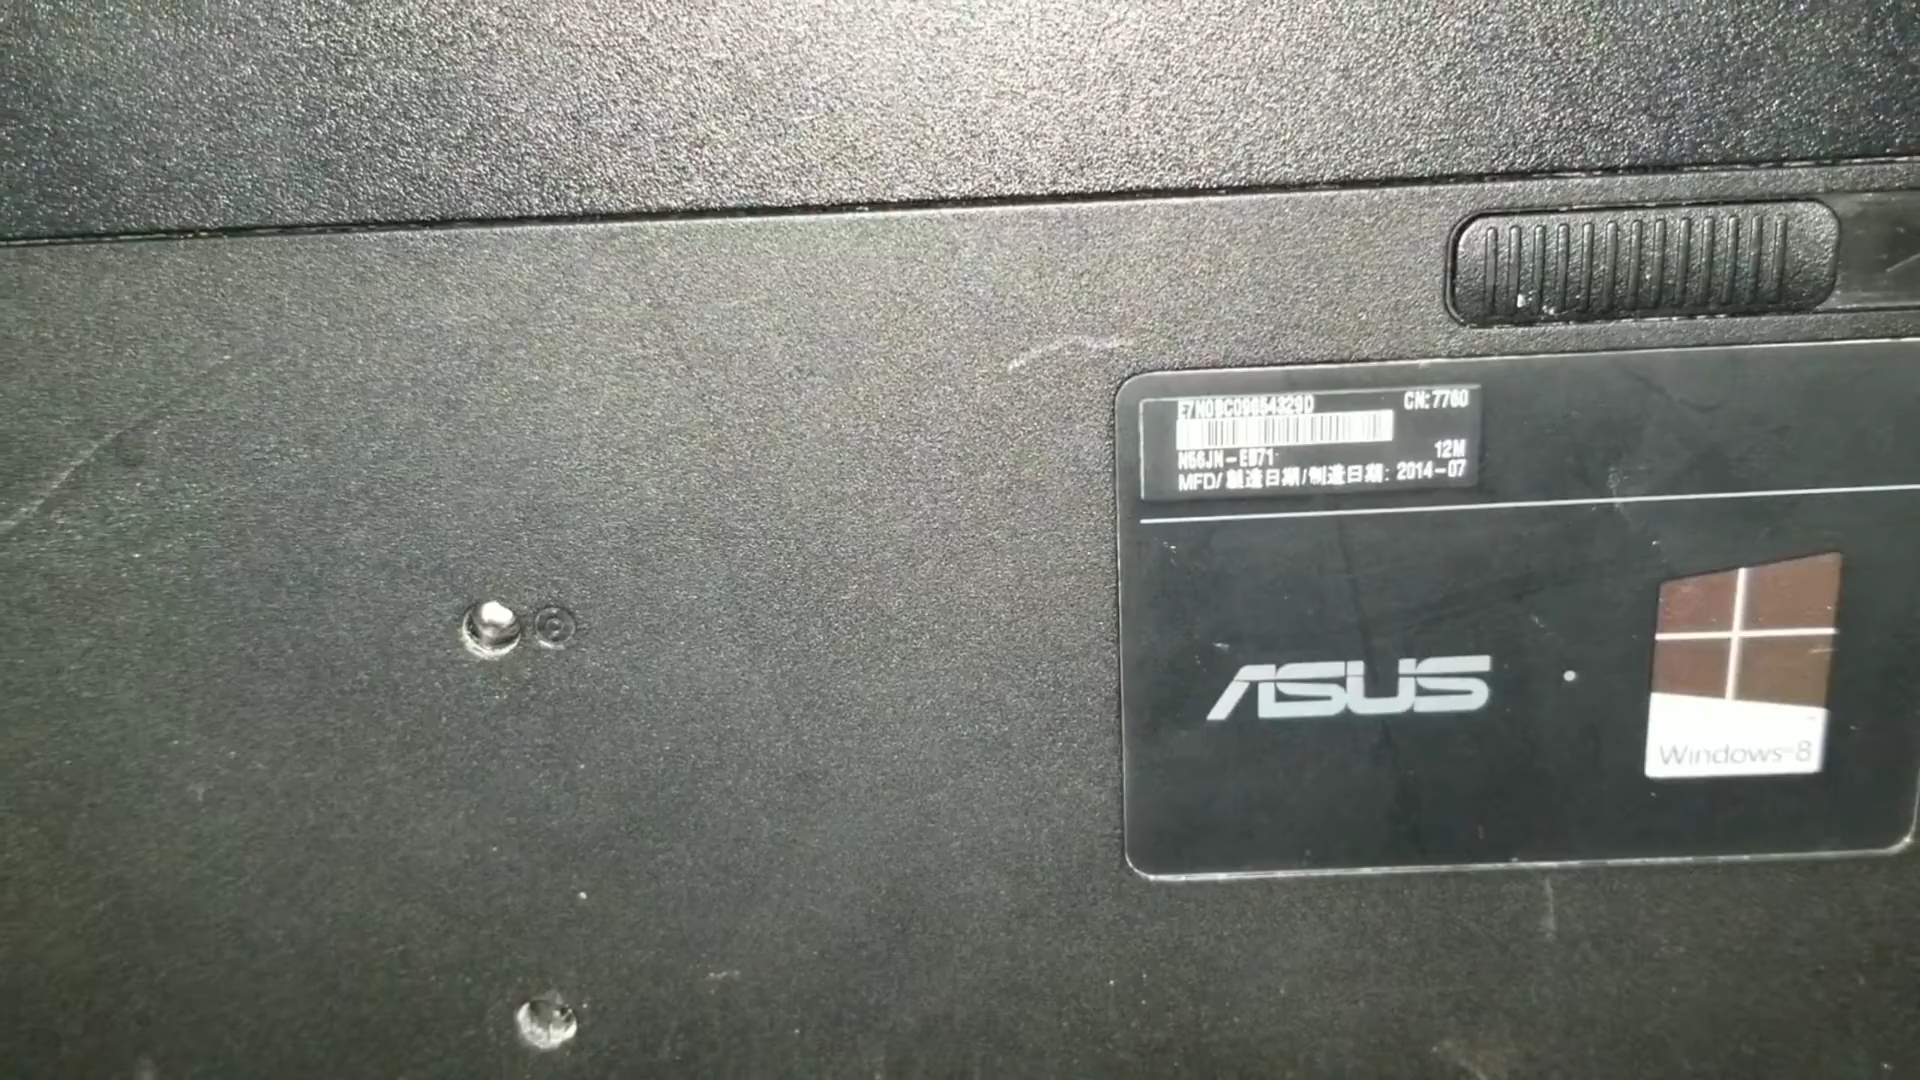 E7N0BC09854329D CN:7760
N56JN-EB71 12M
MFD/ 製造日期/制造日期: 2014-07
ASUS
Windows 8